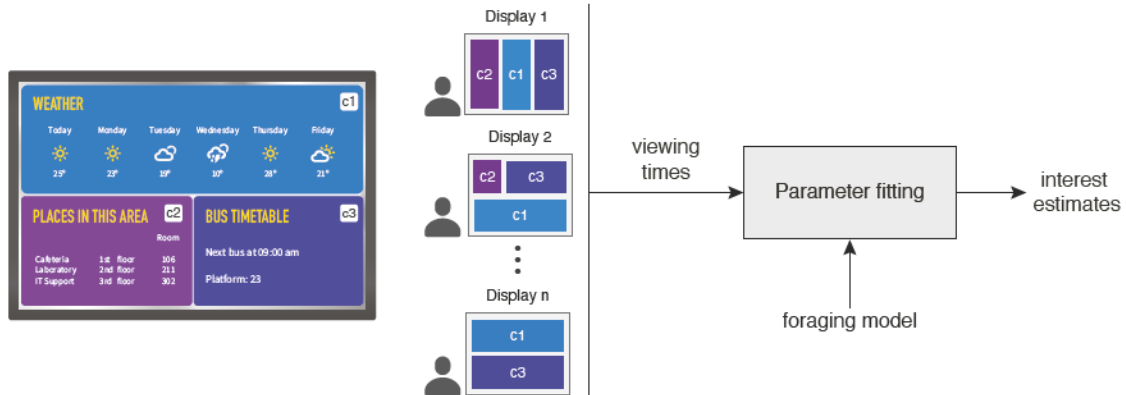 WEATHER c1
Today Monday Tuesday Wednesday Thursday Friday
25° 23° 19° 10° 28° 21°
PLACES IN THIS AREA c2
Room
Cafeteria 1st floor 106
Laboratory 2nd floor 211
IT Support 3rd floor 302
BUS TIMETABLE c3
Next bus at 09:00 am
Platform: 23
Display 1
c2 c1 c3
Display 2
c2 c3
c1
Display n
c1
c3
viewing
times
Parameter fitting
interest
estimates
foraging model